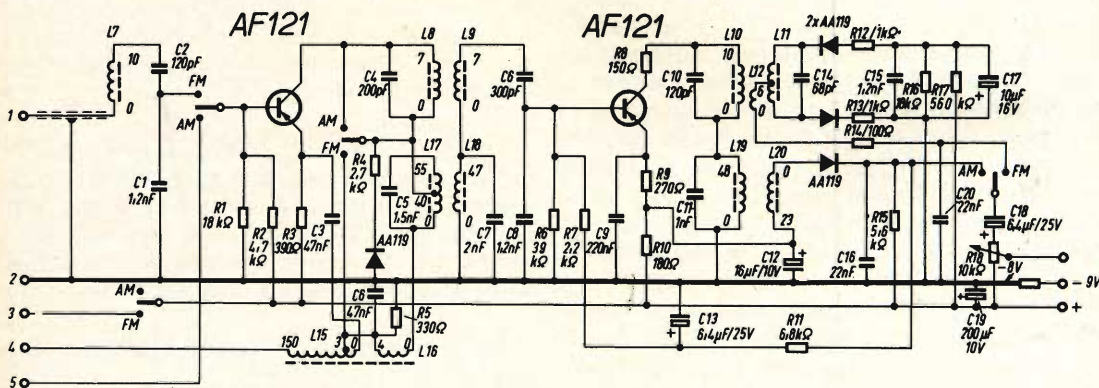 AF121
AF121
L7
10
0
C2
120pF
FM
AM
1
C1
1,2nF
R1
18 kΩ
R2
4,7
kΩ
R3
390Ω
C3
47nF
AM
FM
R4
2,7
kΩ
AA119
C4
200pF
L8
7
0
L9
7
0
C6
300pF
L17
55
40
0
C5
1,5nF
L18
47
0
C7
2nF
C8
1,2nF
R6
39
kΩ
R7
2,2
kΩ
C9
220nF
R8
150Ω
R9
270Ω
R10
180Ω
C10
120pF
L10
10
0
L11
L12
6
0
C14
68pF
2x AA119
R12/1kΩ
C15
1,2nF
R13/1kΩ
R14/100Ω
R16
18kΩ
R17
560
kΩ
C17
10µF
16V
L19
48
0
C11
1nF
L20
0
23
AA119
AM
FM
C12
16µF/10V
C16
22nF
R15
5,6
kΩ
C20
22nF
C18
6,4µF/25V
R18
10kΩ
-8V
- 9V
+
C19
200µF
10V
2
AM
FM
3
C6
47nF
R5
330Ω
C13
6,4µF/25V
R11
6,8kΩ
4
150
L15
3
0
4
0
L16
5